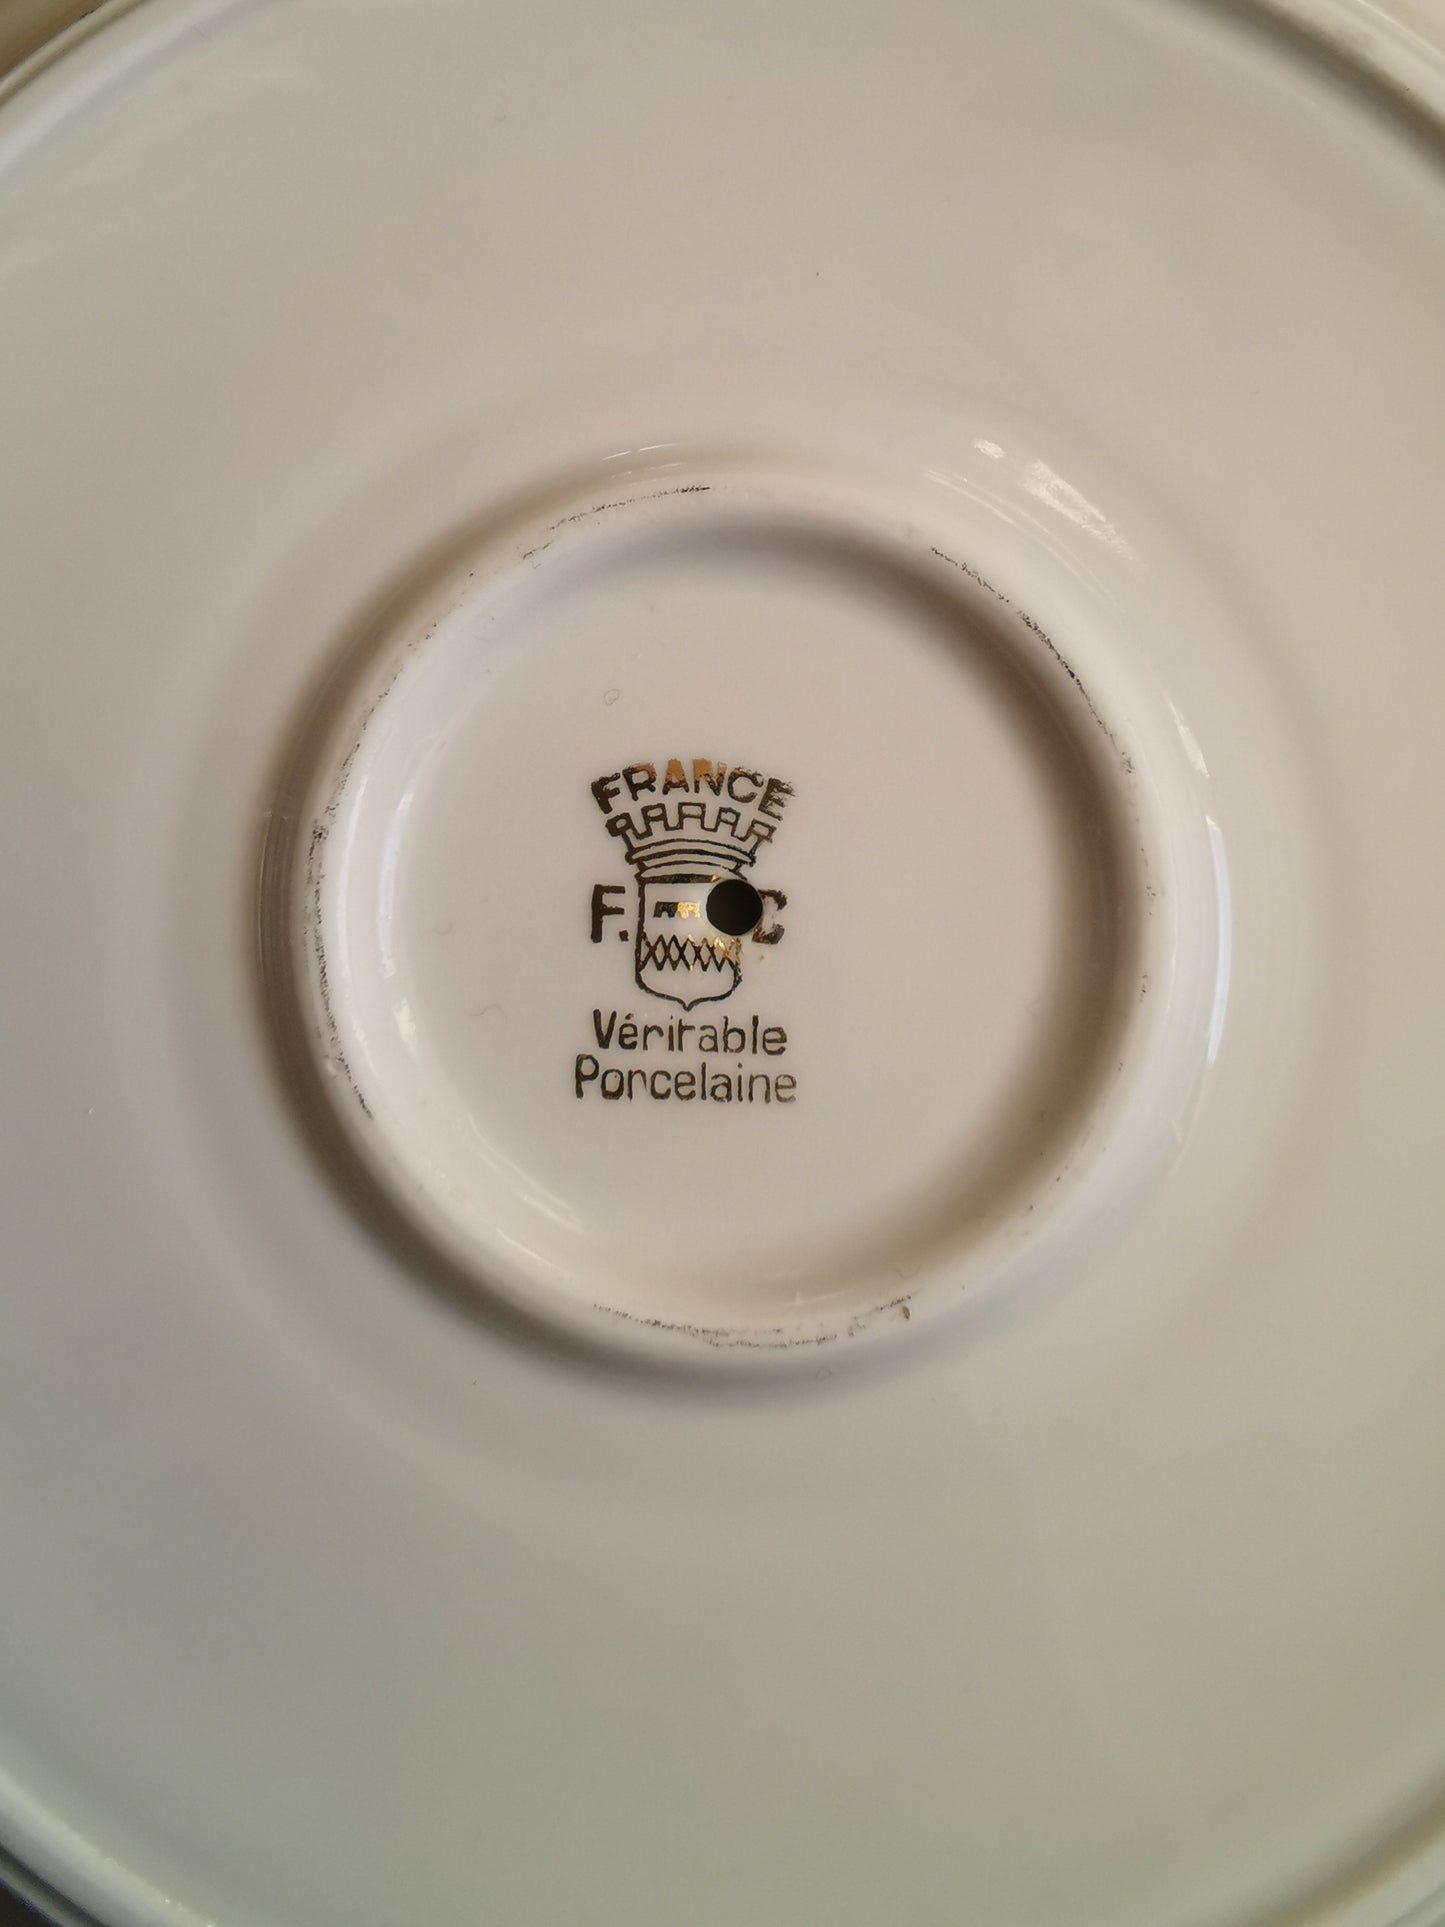 FRANCE
F. C
Véritable
Porcelaine